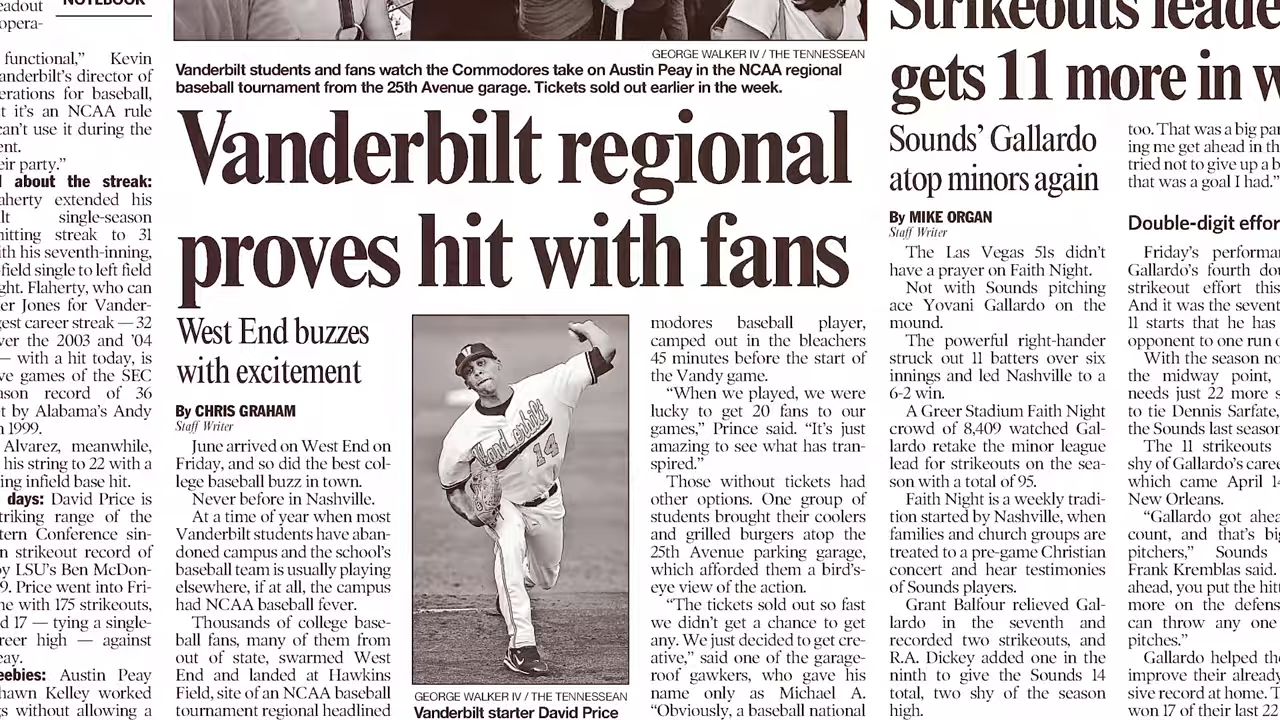 NOTEBOOK
eadout
opera-
functional,” Kevin
anderbilt’s director of
erations for baseball,
t it’s an NCAA rule
can’t use it during the
ent.
eir party.”
l about the streak:
aherty extended his
ilt single-season
hitting streak to 31
ith his seventh-inning,
-field single to left field
ght. Flaherty, who can
er Jones for Vander-
gest career streak — 32
ver the 2003 and ’04
— with a hit today, is
ve games of the SEC
ason record of 36
t by Alabama’s Andy
n 1999.
Alvarez, meanwhile,
his string to 22 with a
ing infield base hit.
days: David Price is
triking range of the
tern Conference sin-
n strikeout record of
by LSU’s Ben McDon-
9. Price went into Fri-
ne with 175 strikeouts,
d 17 — tying a single-
reer high — against
eay.
eebies: Austin Peay
hawn Kelley worked
gs without allowing a
GEORGE WALKER IV / THE TENNESSEAN
Vanderbilt students and fans watch the Commodores take on Austin Peay in the NCAA regional
baseball tournament from the 25th Avenue garage. Tickets sold out earlier in the week.
Vanderbilt regional
proves hit with fans
West End buzzes
with excitement
By CHRIS GRAHAM
Staff Writer
June arrived on West End on
Friday, and so did the best col-
lege baseball buzz in town.
Never before in Nashville.
At a time of year when most
Vanderbilt students have aban-
doned campus and the school’s
baseball team is usually playing
elsewhere, if at all, the campus
had NCAA baseball fever.
Thousands of college base-
ball fans, many of them from
out of state, swarmed West
End and landed at Hawkins
Field, site of an NCAA baseball
tournament regional headlined
Vanderbilt
14
GEORGE WALKER IV / THE TENNESSEAN
Vanderbilt starter David Price
modores baseball player,
camped out in the bleachers
45 minutes before the start of
the Vandy game.
“When we played, we were
lucky to get 20 fans to our
games,” Prince said. “It’s just
amazing to see what has tran-
spired.”
Those without tickets had
other options. One group of
students brought their coolers
and grilled burgers atop the
25th Avenue parking garage,
which afforded them a bird’s-
eye view of the action.
“The tickets sold out so fast
we didn’t get a chance to get
any. We just decided to get cre-
ative,” said one of the garage-
roof gawkers, who gave his
name only as Michael A.
“Obviously, a baseball national
Strikeouts leade
gets 11 more in w
Sounds’ Gallardo
atop minors again
By MIKE ORGAN
Staff Writer
The Las Vegas 51s didn’t
have a prayer on Faith Night.
Not with Sounds pitching
ace Yovani Gallardo on the
mound.
The powerful right-hander
struck out 11 batters over six
innings and led Nashville to a
6-2 win.
A Greer Stadium Faith Night
crowd of 8,409 watched Gal-
lardo retake the minor league
lead for strikeouts on the sea-
son with a total of 95.
Faith Night is a weekly tradi-
tion started by Nashville, when
families and church groups are
treated to a pre-game Christian
concert and hear testimonies
of Sounds players.
Grant Balfour relieved Gal-
lardo in the seventh and
recorded two strikeouts, and
R.A. Dickey added one in the
ninth to give the Sounds 14
total, two shy of the season
high.
too. That was a big pa
ing me get ahead in th
tried not to give up a b
that was a goal I had.”
Double-digit effor
Friday’s performa
Gallardo’s fourth dou
strikeout effort this
And it was the sevent
11 starts that he has
opponent to one run o
With the season no
the midway point,
needs just 22 more s
to tie Dennis Sarfate,
the Sounds last season
The 11 strikeouts
shy of Gallardo’s caree
which came April 14
New Orleans.
“Gallardo got ahea
count, and that’s big
pitchers,” Sounds
Frank Kremblas said.
ahead, you put the hit
more on the defens
can throw any one
pitches.”
Gallardo helped the
improve their already
sive record at home. T
won 17 of their last 22